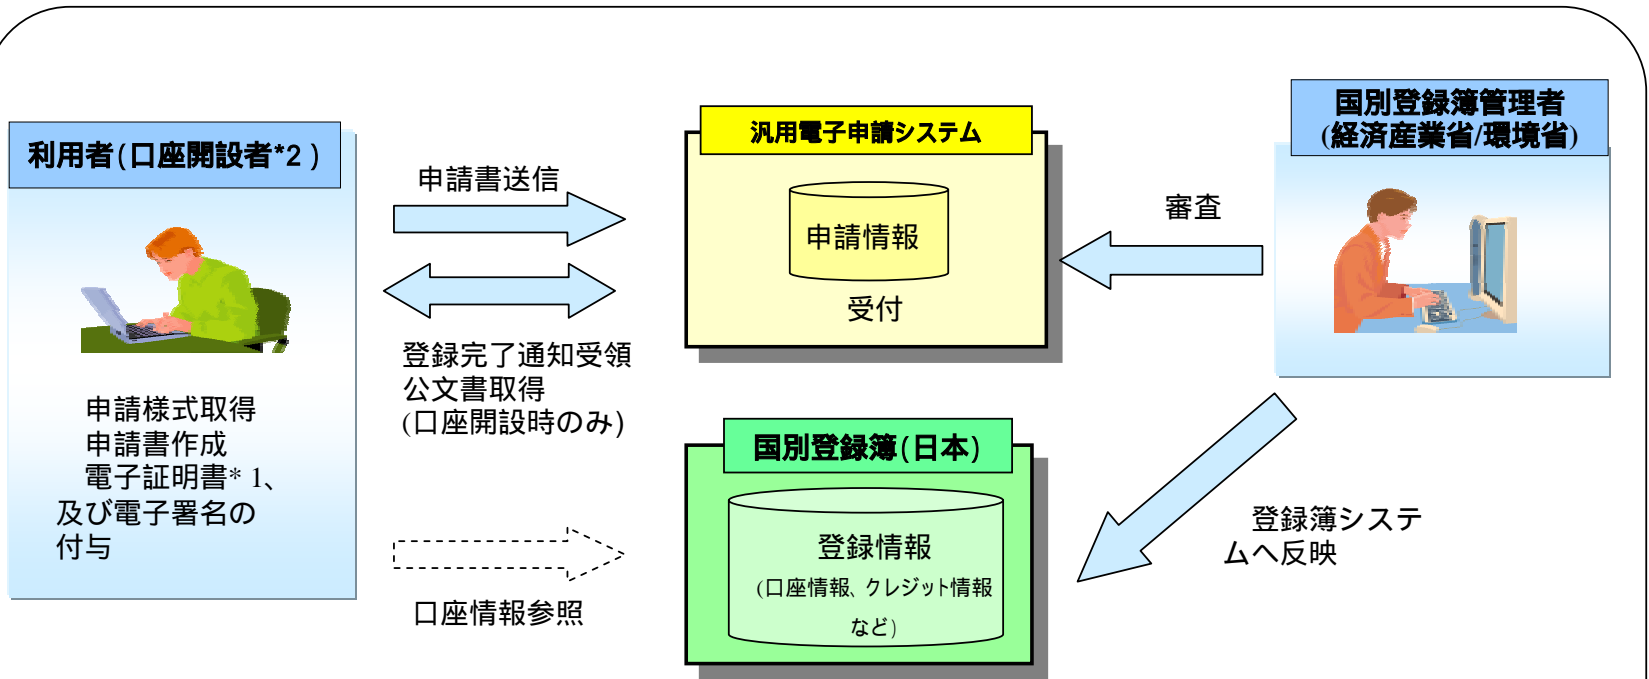 利用者(口座開設者*2)
申請様式取得
申請書作成
電子証明書* 1、
及び電子署名の
付与
申請書送信
登録完了通知受領
公文書取得
(口座開設時のみ)
口座情報参照
汎用電子申請システム
申請情報
受付
国別登録簿(日本)
登録情報
(口座情報、クレジット情報
など)
審査
国別登録簿管理者
(経済産業省/環境省)
登録簿システ
ムへ反映